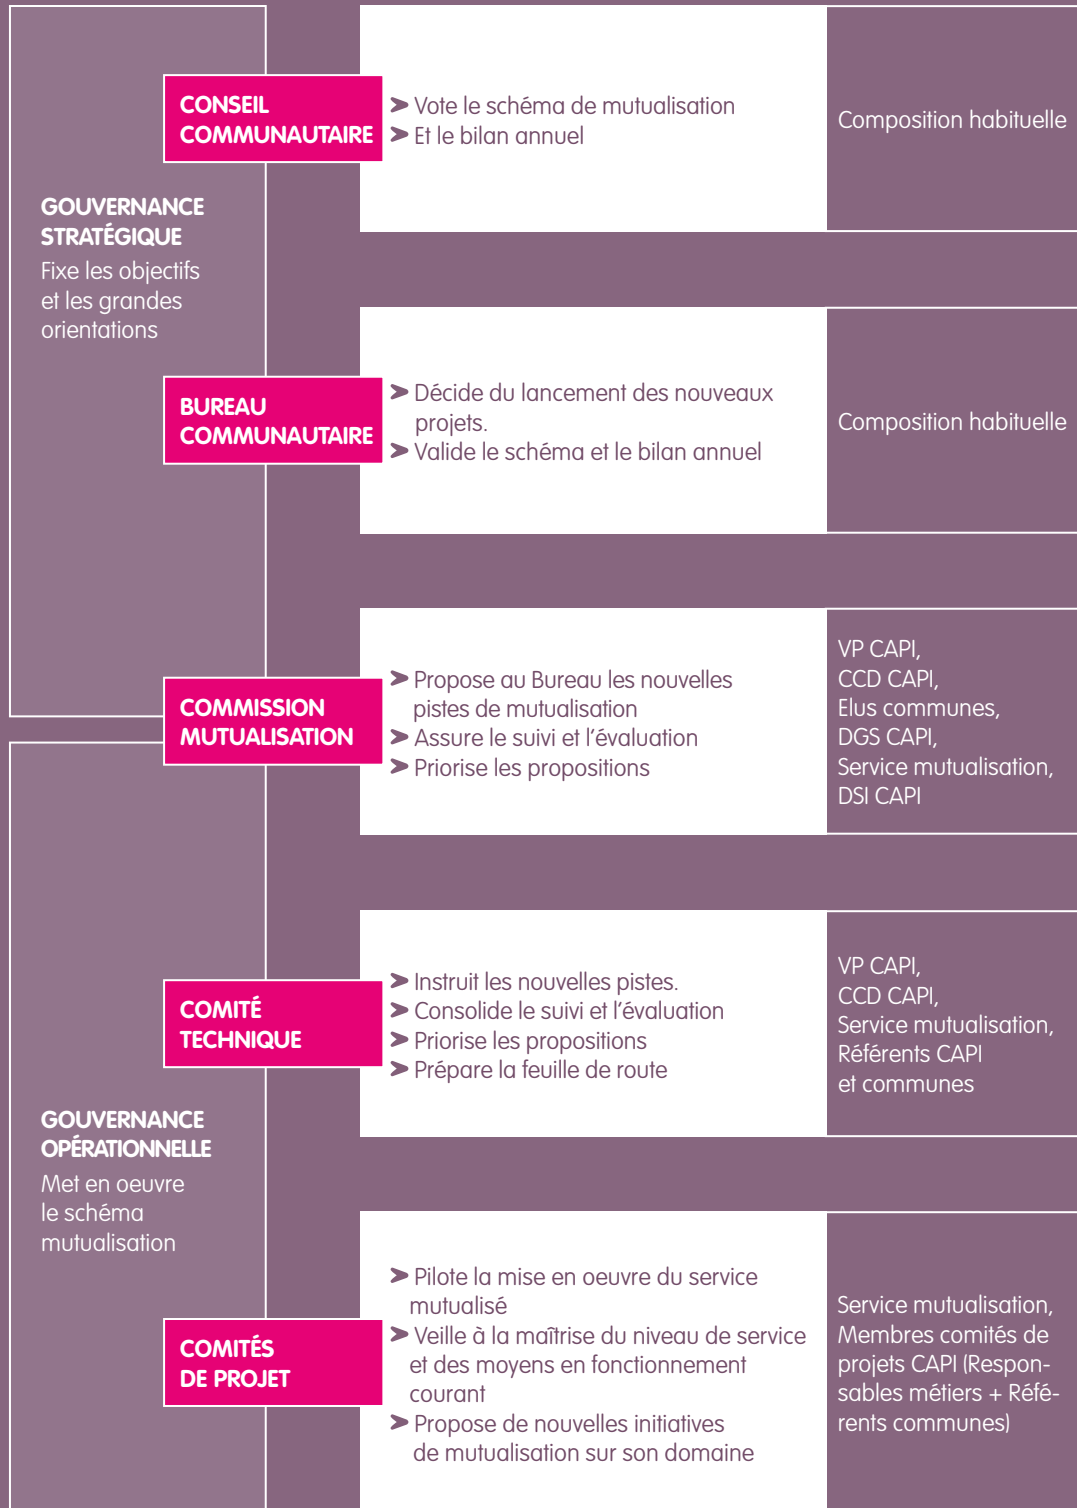 GOUVERNANCE
STRATÉGIQUE
Fixe les objectifs
et les grandes
orientations
CONSEIL
COMMUNAUTAIRE
➤ Vote le schéma de mutualisation
➤ Et le bilan annuel
Composition habituelle
BUREAU
COMMUNAUTAIRE
➤ Décide du lancement des nouveaux
projets.
➤ Valide le schéma et le bilan annuel
Composition habituelle
COMMISSION
MUTUALISATION
➤ Propose au Bureau les nouvelles
pistes de mutualisation
➤ Assure le suivi et l’évaluation
➤ Priorise les propositions
VP CAPI,
CCD CAPI,
Elus communes,
DGS CAPI,
Service mutualisation,
DSI CAPI
GOUVERNANCE
OPÉRATIONNELLE
Met en oeuvre
le schéma
mutualisation
COMITÉ
TECHNIQUE
➤ Instruit les nouvelles pistes.
➤ Consolide le suivi et l’évaluation
➤ Priorise les propositions
➤ Prépare la feuille de route
VP CAPI,
CCD CAPI,
Service mutualisation,
Référents CAPI
et communes
COMITÉS
DE PROJET
➤ Pilote la mise en oeuvre du service
mutualisé
➤ Veille à la maîtrise du niveau de service
et des moyens en fonctionnement
courant
➤ Propose de nouvelles initiatives
de mutualisation sur son domaine
Service mutualisation,
Membres comités de
projets CAPI (Respon-
sables métiers + Réfé-
rents communes)